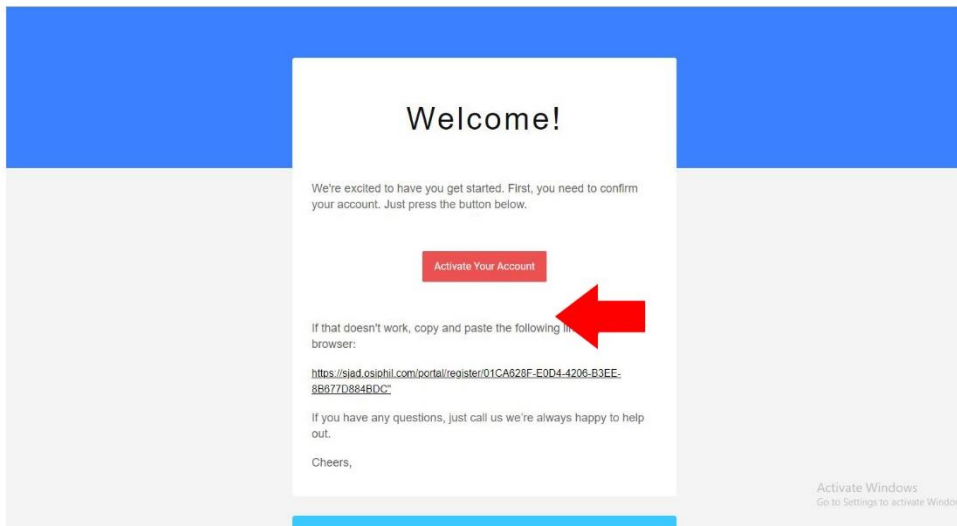 Welcome!
We're excited to have you get started. First, you need to confirm
your account. Just press the button below.
Activate Your Account
If that doesn't work, copy and paste the following
browser:
https://sjad.osiphil.com/portal/register/01CA628F-E0D4-4206-B3EE-
8B677D884BDC"
If you have any questions, just call us we're always happy to help
out.
Cheers,
Activate Windows
Go to Settings to activate